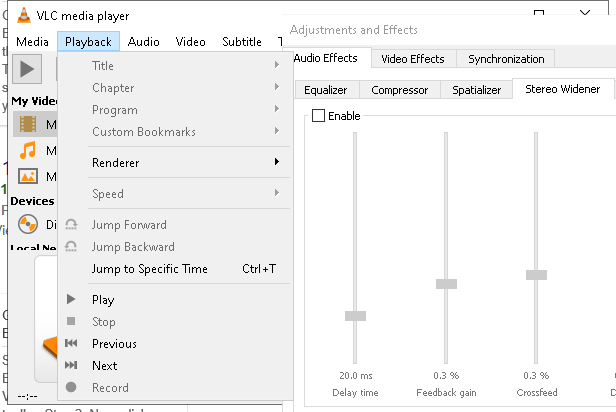 VLC media player
Media Playback Audio Video Subtitle
Title
Chapter
Program
Custom Bookmarks
Renderer
Speed
Jump Forward
Jump Backward
Jump to Specific Time Ctrl+T
Play
Stop
Previous
Next
Record
My Vide
M
M
M
Devices
Di
Local Ne
--:--
Adjustments and Effects
Audio Effects Video Effects Synchronization
Equalizer Compressor Spatializer Stereo Widener
Enable
20.0 ms 0.3 % 0.3 %
Delay time Feedback gain Crossfeed